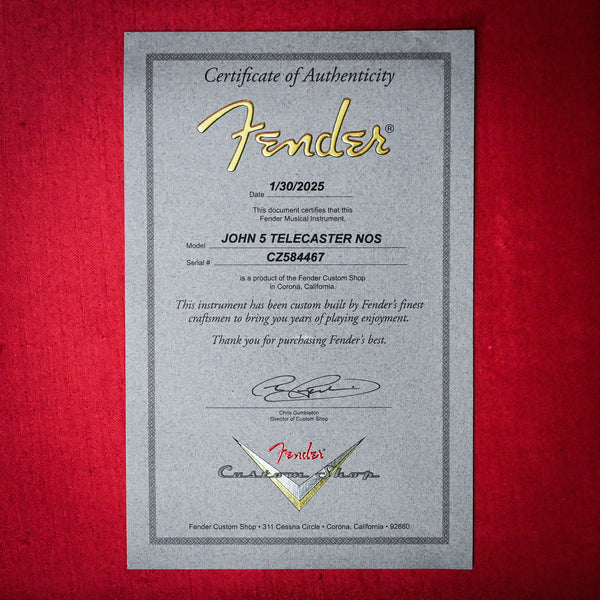 Certificate of Authenticity
Fender®
Date 1/30/2025
This document certifies that this
Fender Musical Instrument,
Model JOHN 5 TELECASTER NOS
Serial # CZ584467
is a product of the Fender Custom Shop
in Corona, California.
This instrument has been custom built by Fender's finest
craftsmen to bring you years of playing enjoyment.
Thank you for purchasing Fender's best.
Chris Gumbleton
Director of Custom Shop
Fender®
Custom Shop
Fender Custom Shop • 311 Cessna Circle • Corona, California • 92880